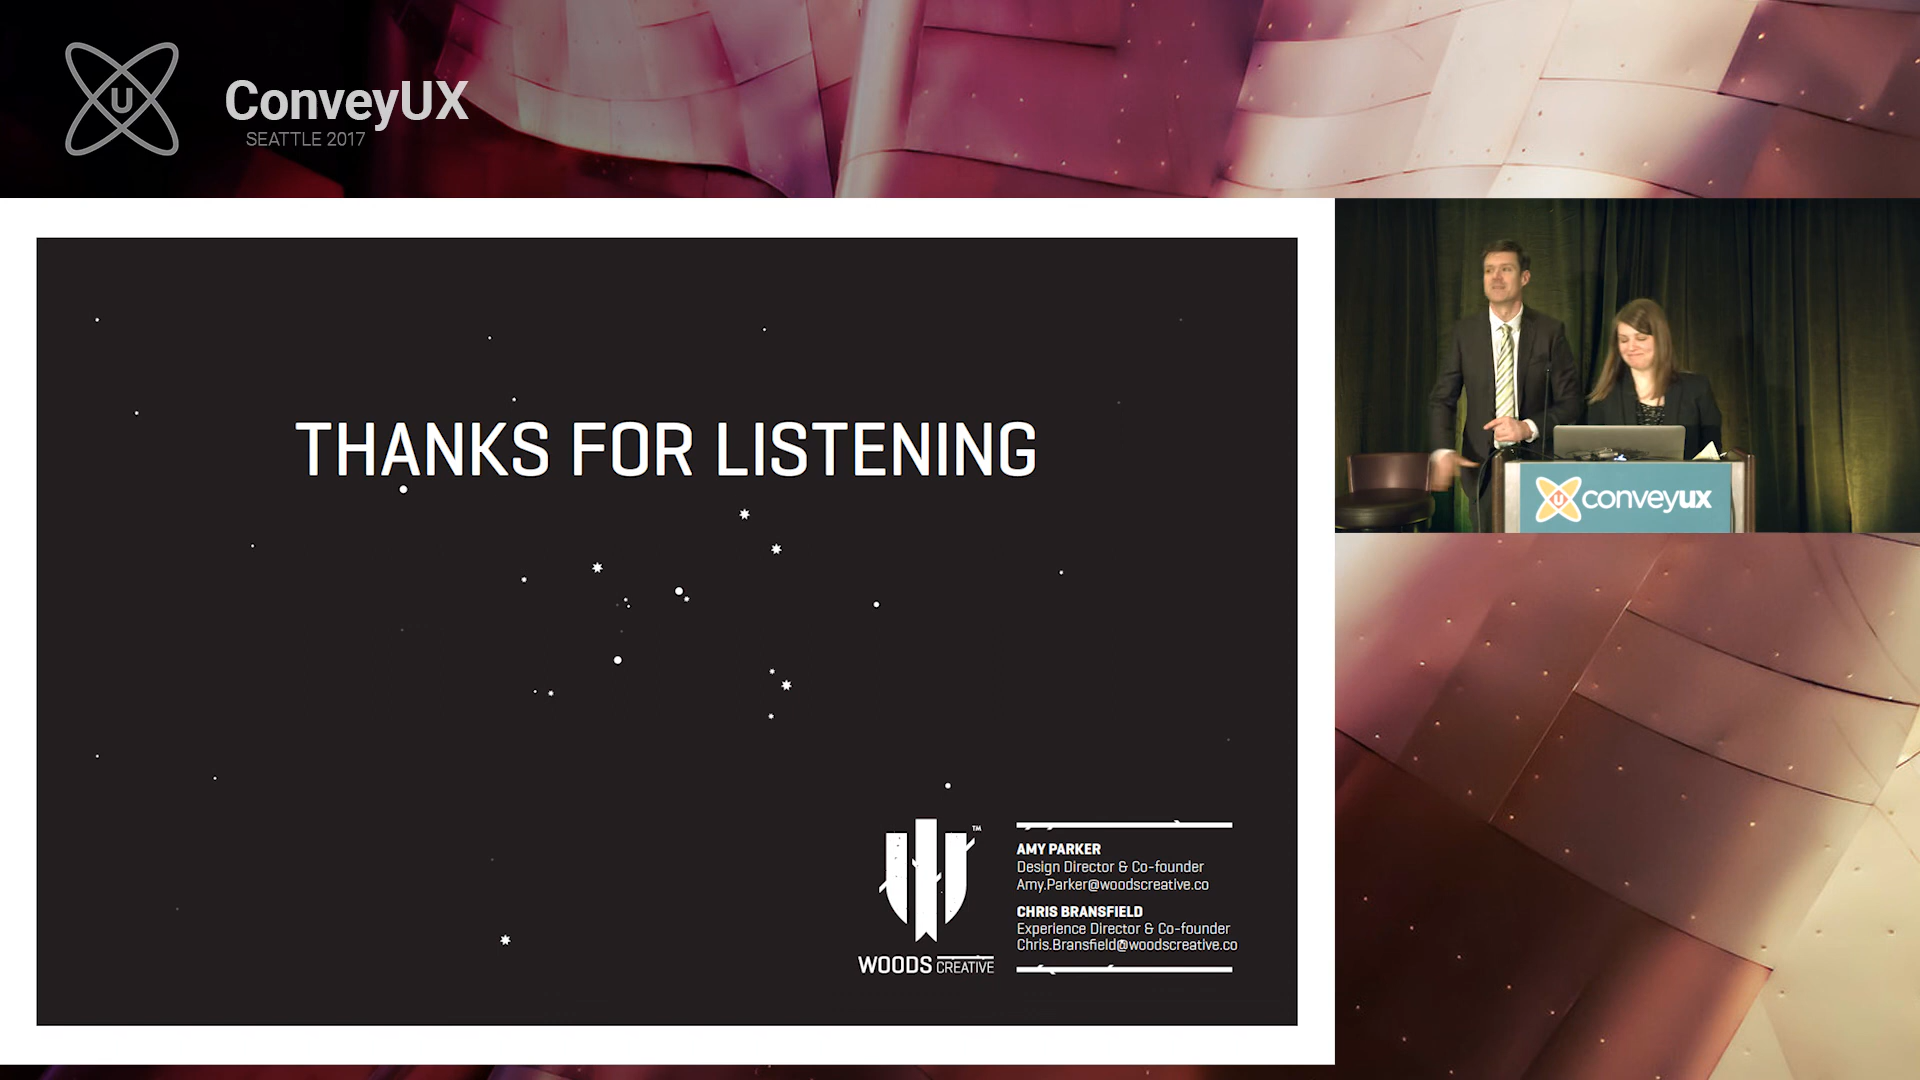 U
ConveyUX
SEATTLE 2017
THANKS FOR LISTENING
TM
WOODS CREATIVE
AMY PARKER
Design Director & Co-founder
Amy.Parker@woodscreative.co
CHRIS BRANSFIELD
Experience Director & Co-founder
Chris.Bransfield@woodscreative.co
U conveyux